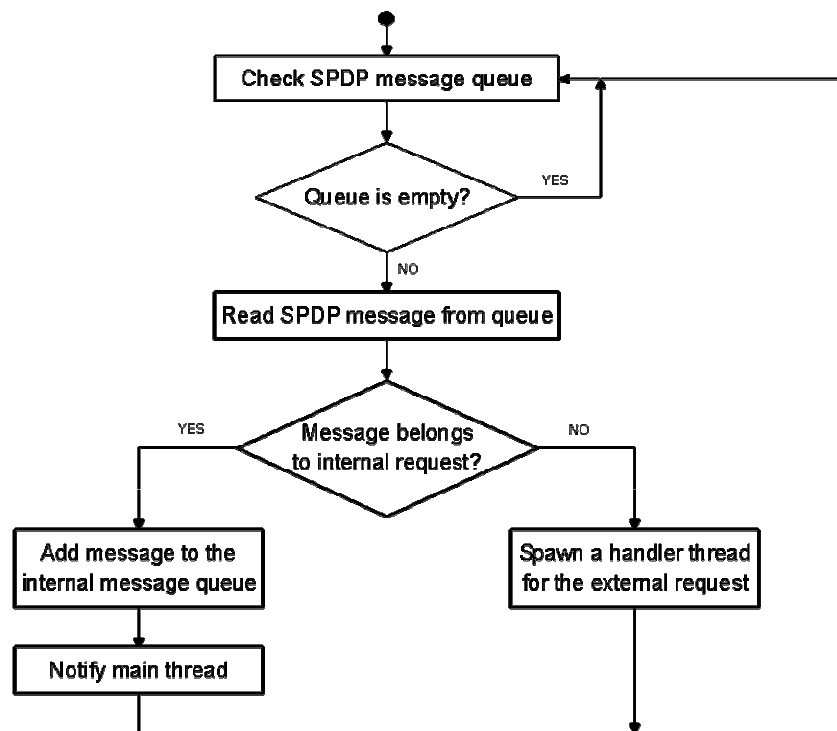 Check SPDP message queue
Queue is empty?
YES
NO
Read SPDP message from queue
YES
Message belongs
to internal request?
NO
Add message to the
internal message queue
Spawn a handler thread
for the external request
Notify main thread